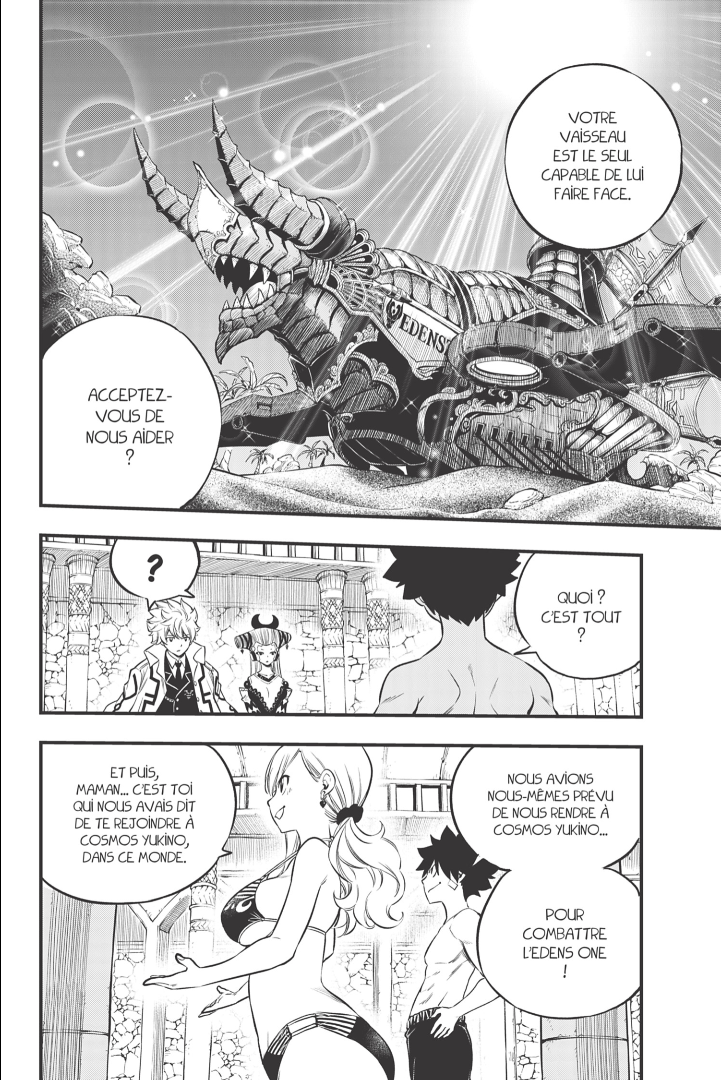 VOTRE
VAISSEAU
EST LE SEUL
CAPABLE DE LUI
FAIRE FACE.
EDENS
ACCEPTEZ-
VOUS DE
NOUS AIDER
?
?
QUOI ?
C'EST TOUT
?
NOUS AVIONS
NOUS-MÊMES PRÉVU
DE NOUS RENDRE À
COSMOS YUKINO...
POUR
COMBATTRE
L'EDENS ONE
!
ET PUIS,
MAMAN... C'EST TOI
QUI NOUS AVAIS DIT
DE TE REJOINDRE À
COSMOS YUKINO,
DANS CE MONDE.